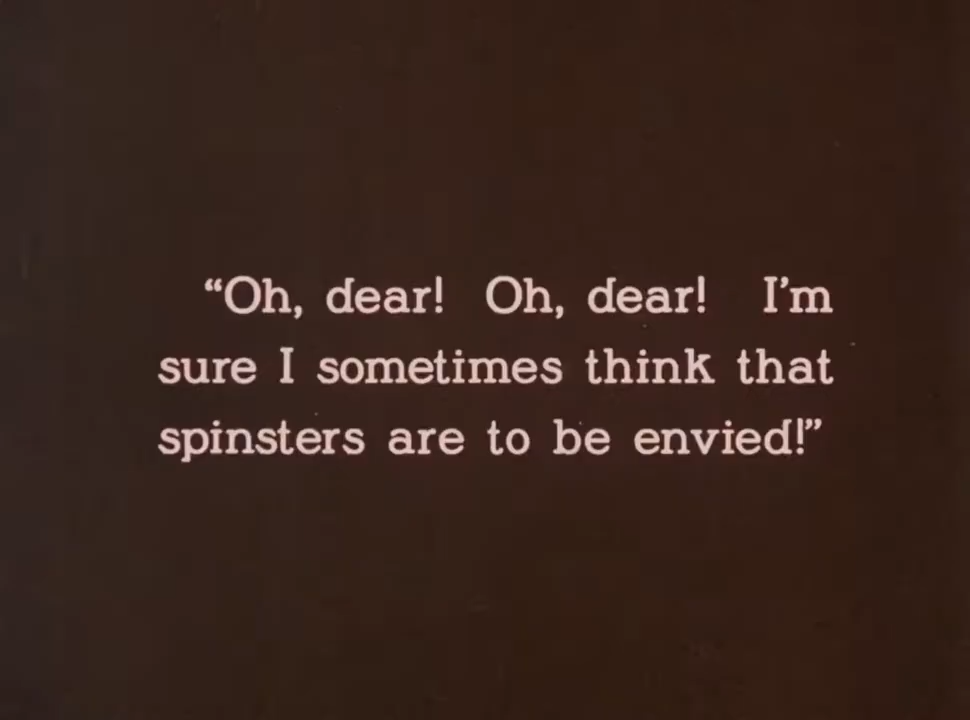 “Oh, dear! Oh, dear! I'm
sure I sometimes think that
spinsters are to be envied!”